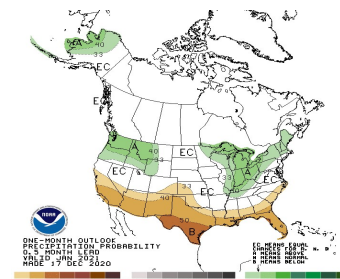 A
40
33
EC
EC
A
40
33
EC
33
40
A
EC
EC
33
40
50
B
NOAA
ONE-MONTH OUTLOOK
PRECIPITATION PROBABILITY
0.5 MONTH LEAD
VALID JAN 2021
MADE 17 DEC 2020
EC MEANS EQUAL
CHANCES FOR A, N, B
A MEANS ABOVE
N MEANS NORMAL
B MEANS BELOW